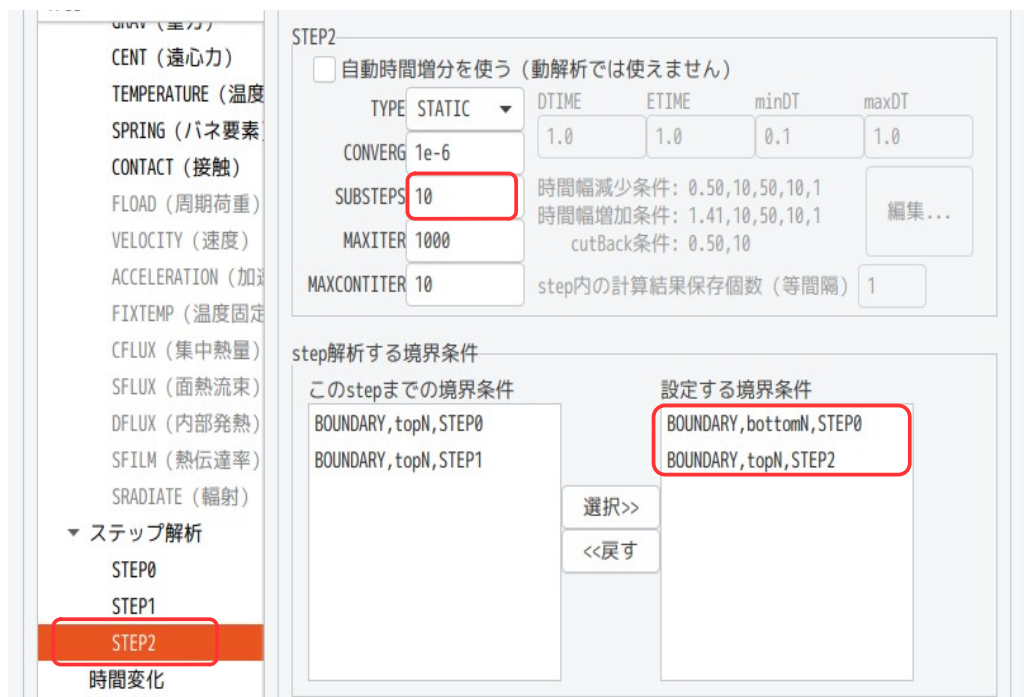 GRAV (重力)
CENT (遠心力)
TEMPERATURE (温度
SPRING (バネ要素)
CONTACT (接触)
FLOAD (周期荷重)
VELOCITY (速度)
ACCELERATION (加速
FIXTEMP (温度固定
CFLUX (集中熱量)
SFLUX (面熱流束)
DFLUX (内部発熱)
SFILM (熱伝達率)
SRADIATE (輻射)
ステップ解析
STEP0
STEP1
STEP2
時間変化
STEP2
自動時間増分を使う (動解析では使えません)
TYPE STATIC
DTIME ETIME minDT maxDT
1.0 1.0 0.1 1.0
CONVERG 1e-6
SUBSTEPS 10
MAXITER 1000
MAXCONTITER 10
時間幅減少条件: 0.50,10,50,10,1
時間幅増加条件: 1.41,10,50,10,1
cutBack条件: 0.50,10
編集...
step内の計算結果保存個数 (等間隔) 1
step解析する境界条件
このstepまでの境界条件
BOUNDARY,topN,STEP0
BOUNDARY,topN,STEP1
選択>>
<<戻す
設定する境界条件
BOUNDARY,bottomN,STEP0
BOUNDARY,topN,STEP2